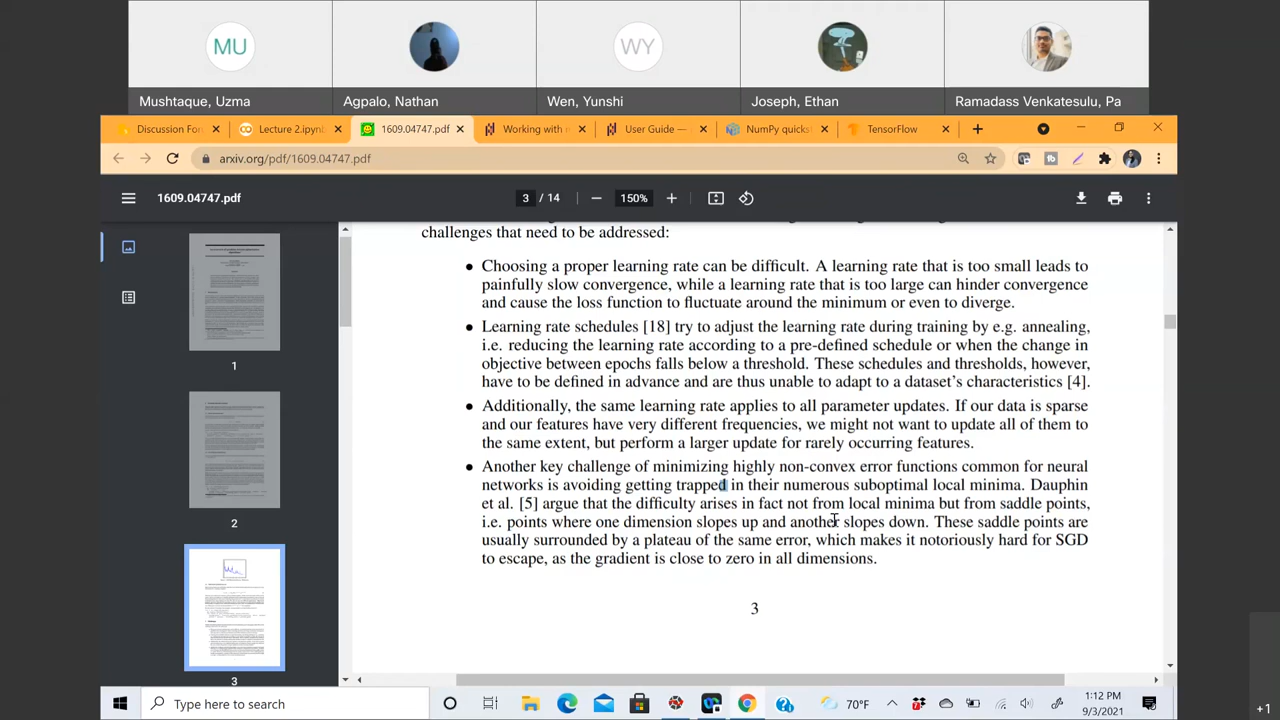 MU
WY
Mushtaque, Uzma
Agpalo, Nathan
Wen, Yunshi
Joseph, Ethan
Ramadass Venkatesulu, Pa
Discussion For
Lecture 2.ipynb
1609.04747.pdf
Working with m
User Guide —
NumPy quicks
TensorFlow
arxiv.org/pdf/1609.04747.pdf
1609.04747.pdf
3 / 14
150%
challenges that need to be addressed:
• Choosing a proper learning rate can be difficult. A learning rate that is too small leads to
painfully slow convergence, while a learning rate that is too large can hinder convergence
and cause the loss function to fluctuate around the minimum or even to diverge.
• Learning rate schedules [18] try to adjust the learning rate during training by e.g. annealing,
i.e. reducing the learning rate according to a pre-defined schedule or when the change in
objective between epochs falls below a threshold. These schedules and thresholds, however,
have to be defined in advance and are thus unable to adapt to a dataset's characteristics [4].
• Additionally, the same learning rate applies to all parameter updates. If our data is sparse
and our features have very different frequencies, we might not want to update all of them to
the same extent, but perform a larger update for rarely occurring features.
• Another key challenge of minimizing highly non-convex error functions common for neural
networks is avoiding getting trapped in their numerous suboptimal local minima. Dauphin
et al. [5] argue that the difficulty arises in fact not from local minima but from saddle points,
i.e. points where one dimension slopes up and another slopes down. These saddle points are
usually surrounded by a plateau of the same error, which makes it notoriously hard for SGD
to escape, as the gradient is close to zero in all dimensions.
3
1
2
3
Type here to search
70°F
1:12 PM
9/3/2021
+1